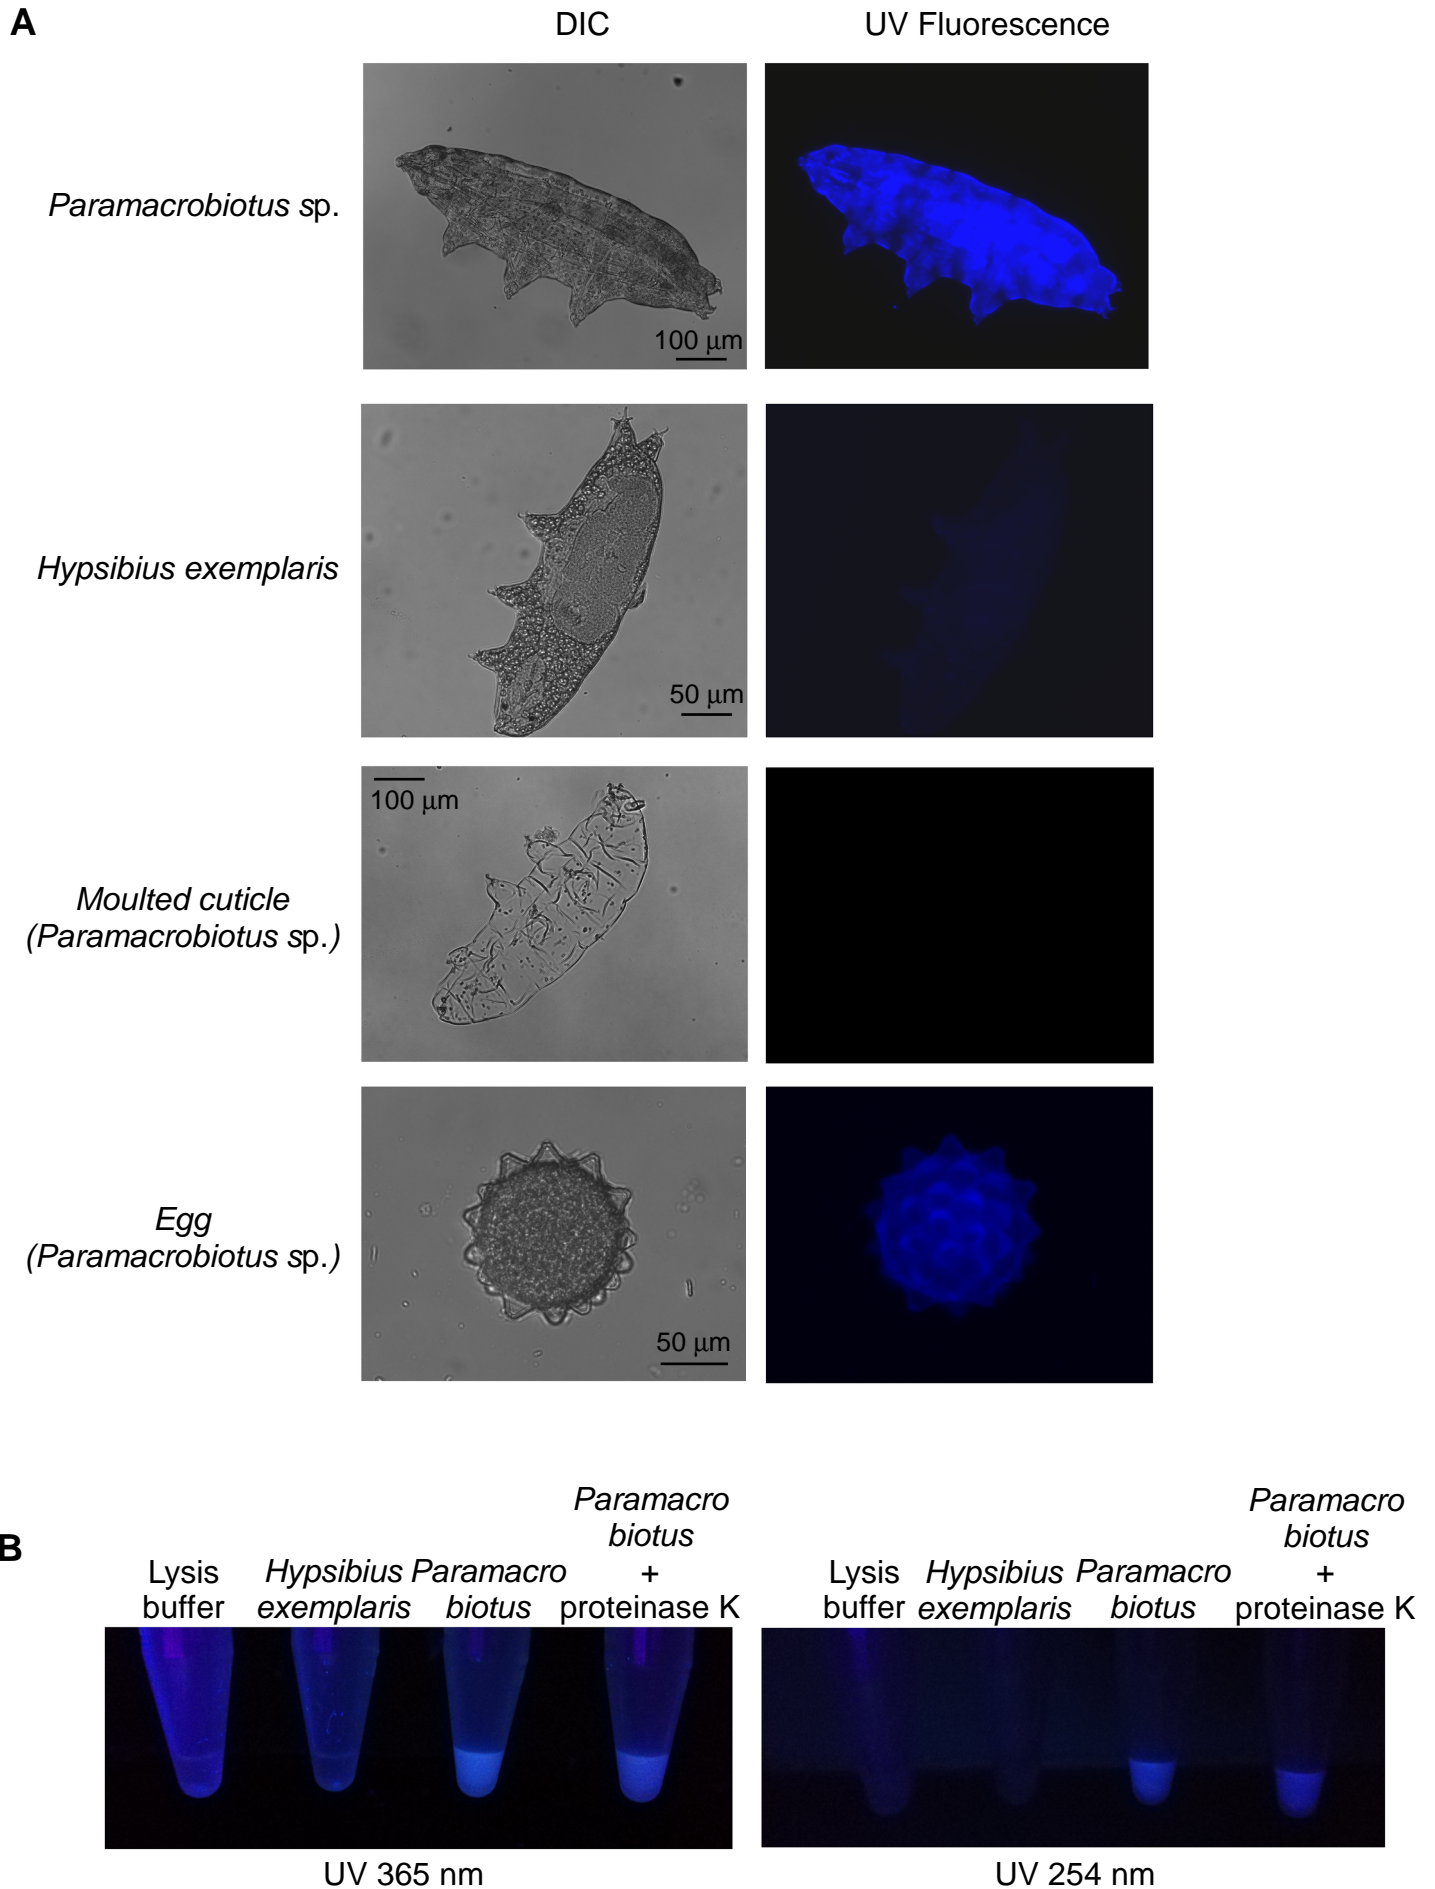 A
DIC
UV Fluorescence
Paramacrobiotus sp.
100 μm
Hypsibius exemplaris
50 μm
100 μm
Moulted cuticle
(Paramacrobiotus sp.)
Egg
(Paramacrobiotus sp.)
50 μm
B
Lysis
buffer
Hypsibius
exemplaris
Paramacro
biotus
Paramacro
biotus
+
proteinase K
Lysis
buffer
Hypsibius
exemplaris
Paramacro
biotus
Paramacro
biotus
+
proteinase K
UV 365 nm
UV 254 nm